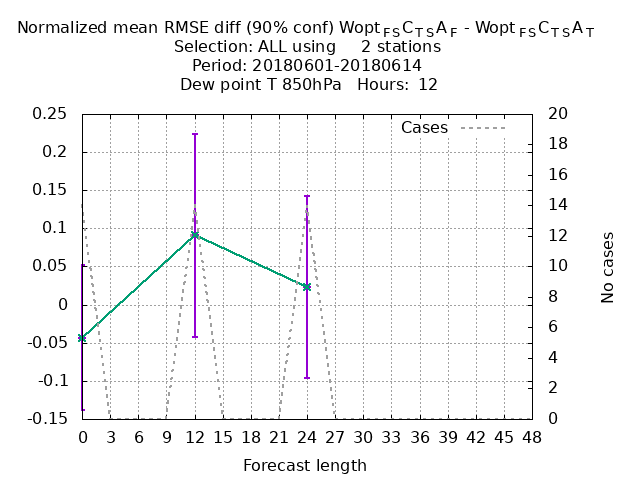 Normalized mean RMSE diff (90% conf) Wopt FS C TS A F - Wopt FS C TS A T
Selection: ALL using 2 stations
Period: 20180601-20180614
Dew point T 850hPa Hours: 12
Cases
0.25
0.2
0.15
0.1
0.05
0
-0.05
-0.1
-0.15
20
18
16
14
12
10
8
6
4
2
0
No cases
0 3 6 9 12 15 18 21 24 27 30 33 36 39 42 45 48
Forecast length